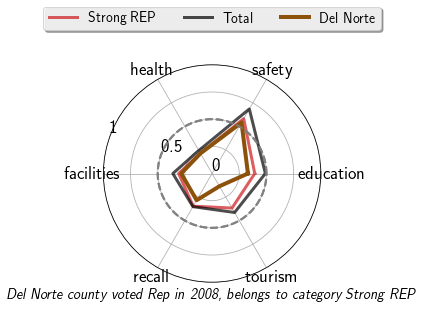 Strong REP Total Del Norte
health safety
1
0.5
0
facilities education
recall tourism
Del Norte county voted Rep in 2008, belongs to category Strong REP